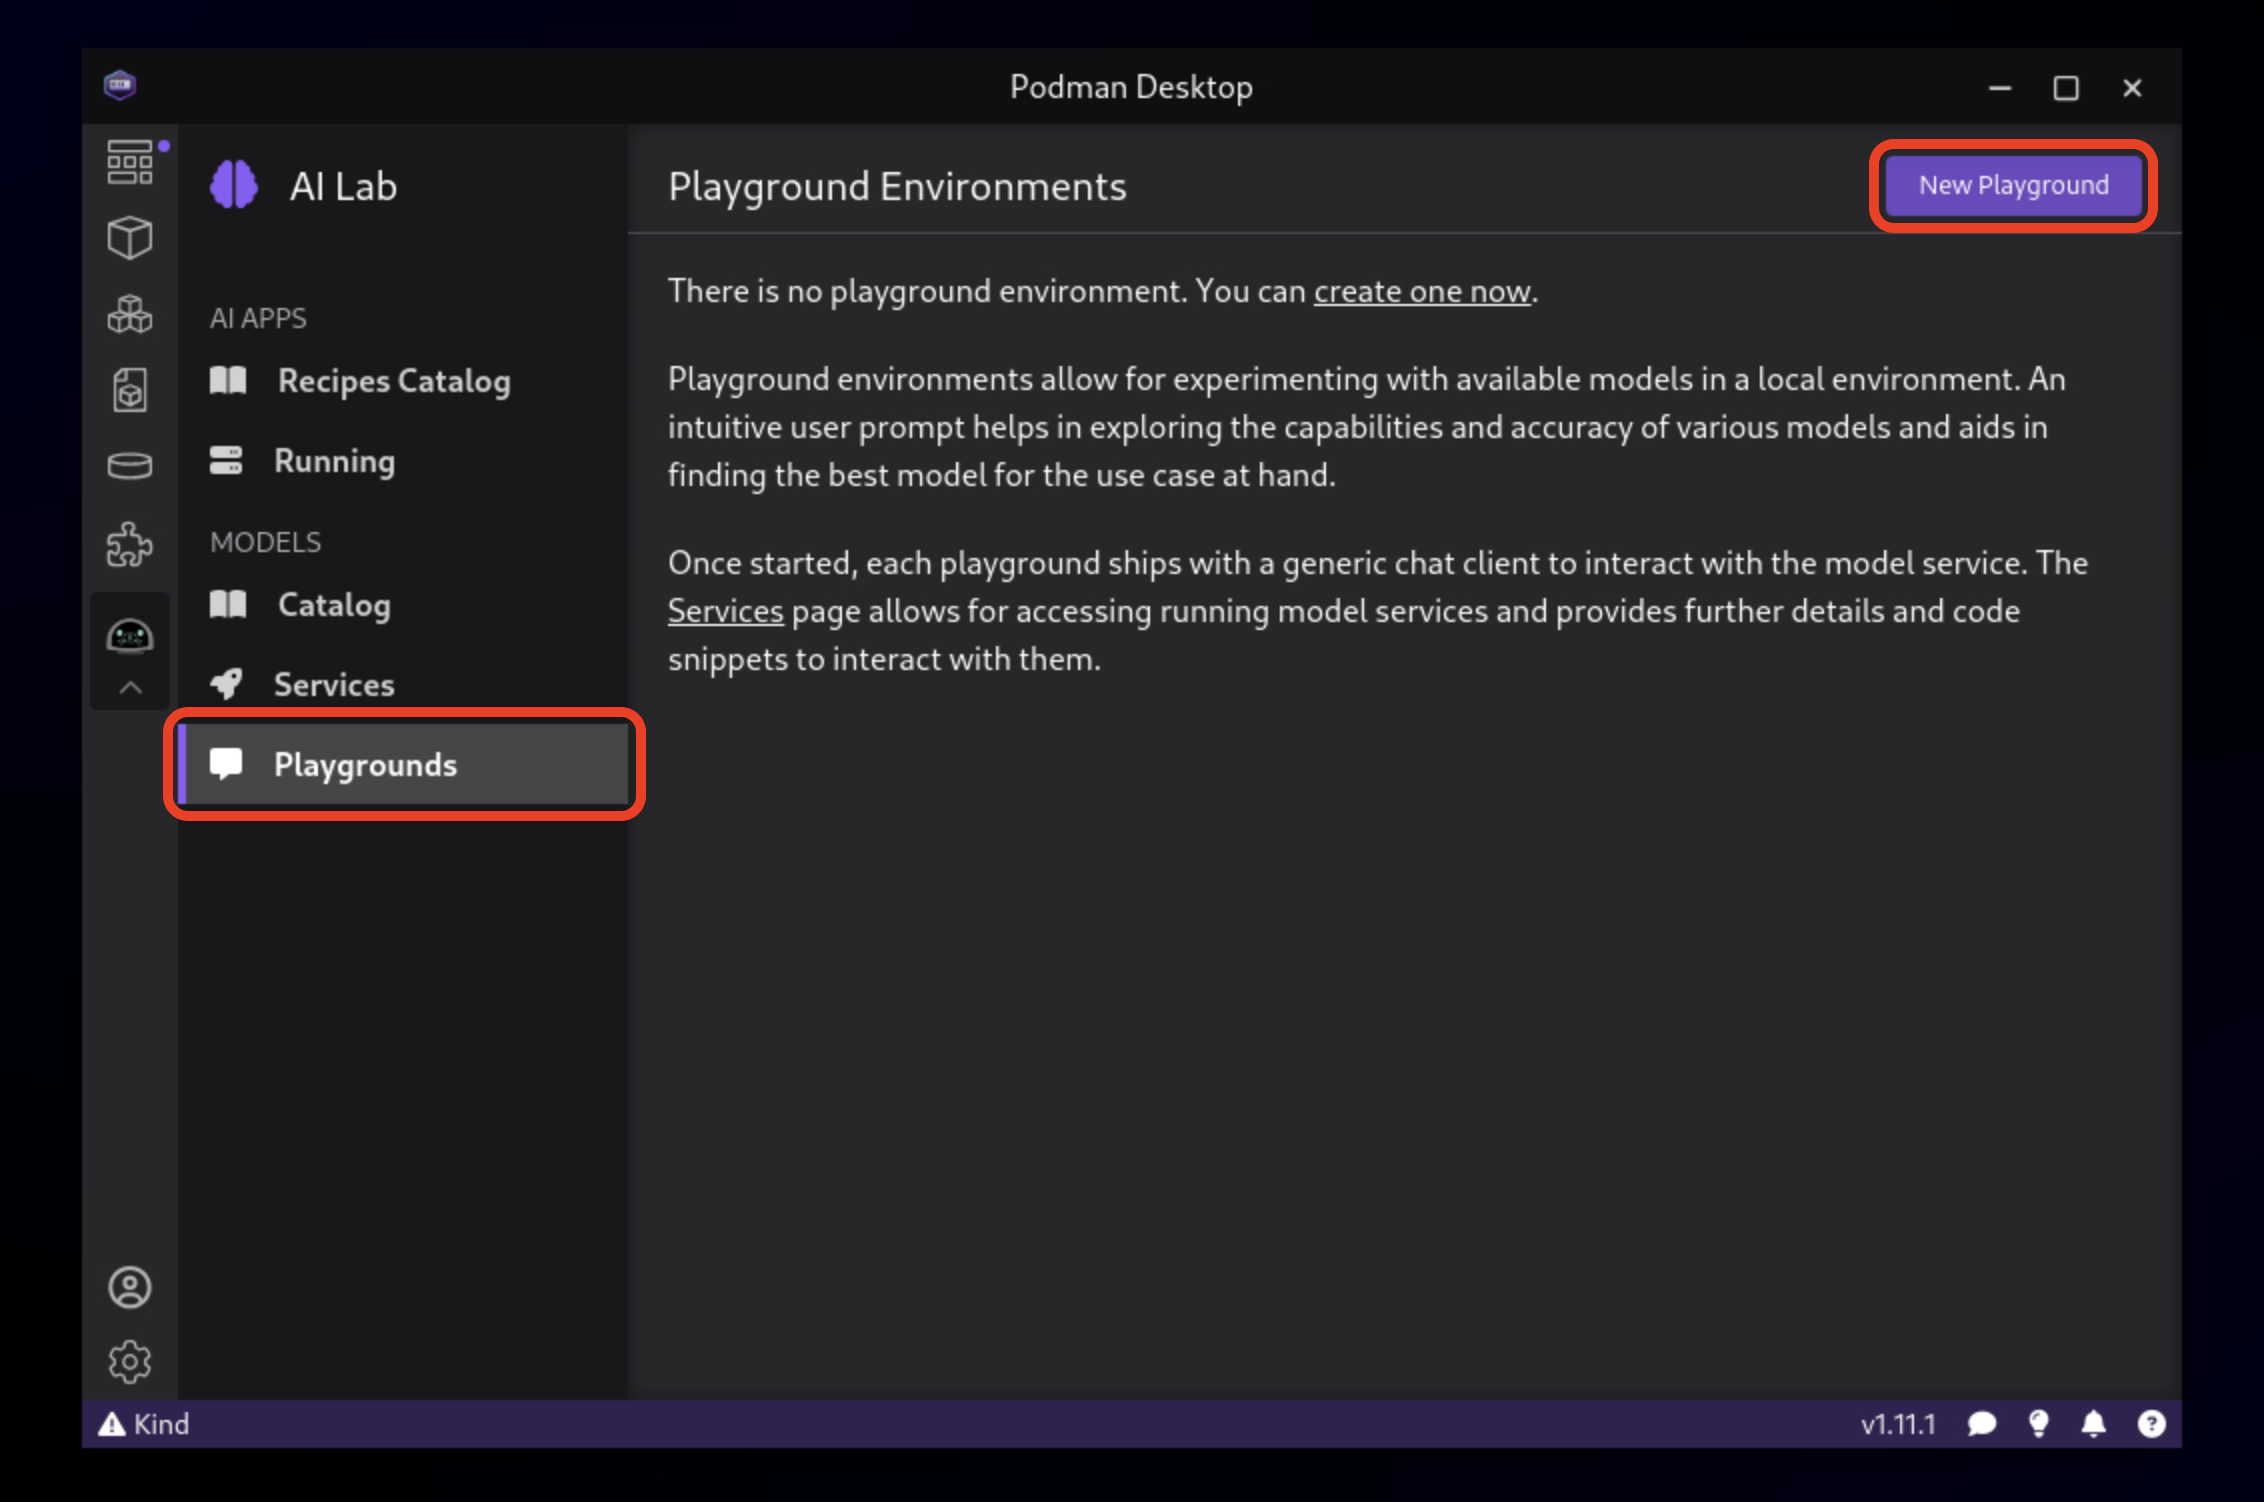 Podman Desktop
AI Lab
AI APPS
Recipes Catalog
Running
MODELS
Catalog
Services
Playgrounds
Playground Environments
New Playground
There is no playground environment. You can create one now.
Playground environments allow for experimenting with available models in a local environment. An
intuitive user prompt helps in exploring the capabilities and accuracy of various models and aids in
finding the best model for the use case at hand.
Once started, each playground ships with a generic chat client to interact with the model service. The
Services page allows for accessing running model services and provides further details and code
snippets to interact with them.
Kind
v1.11.1